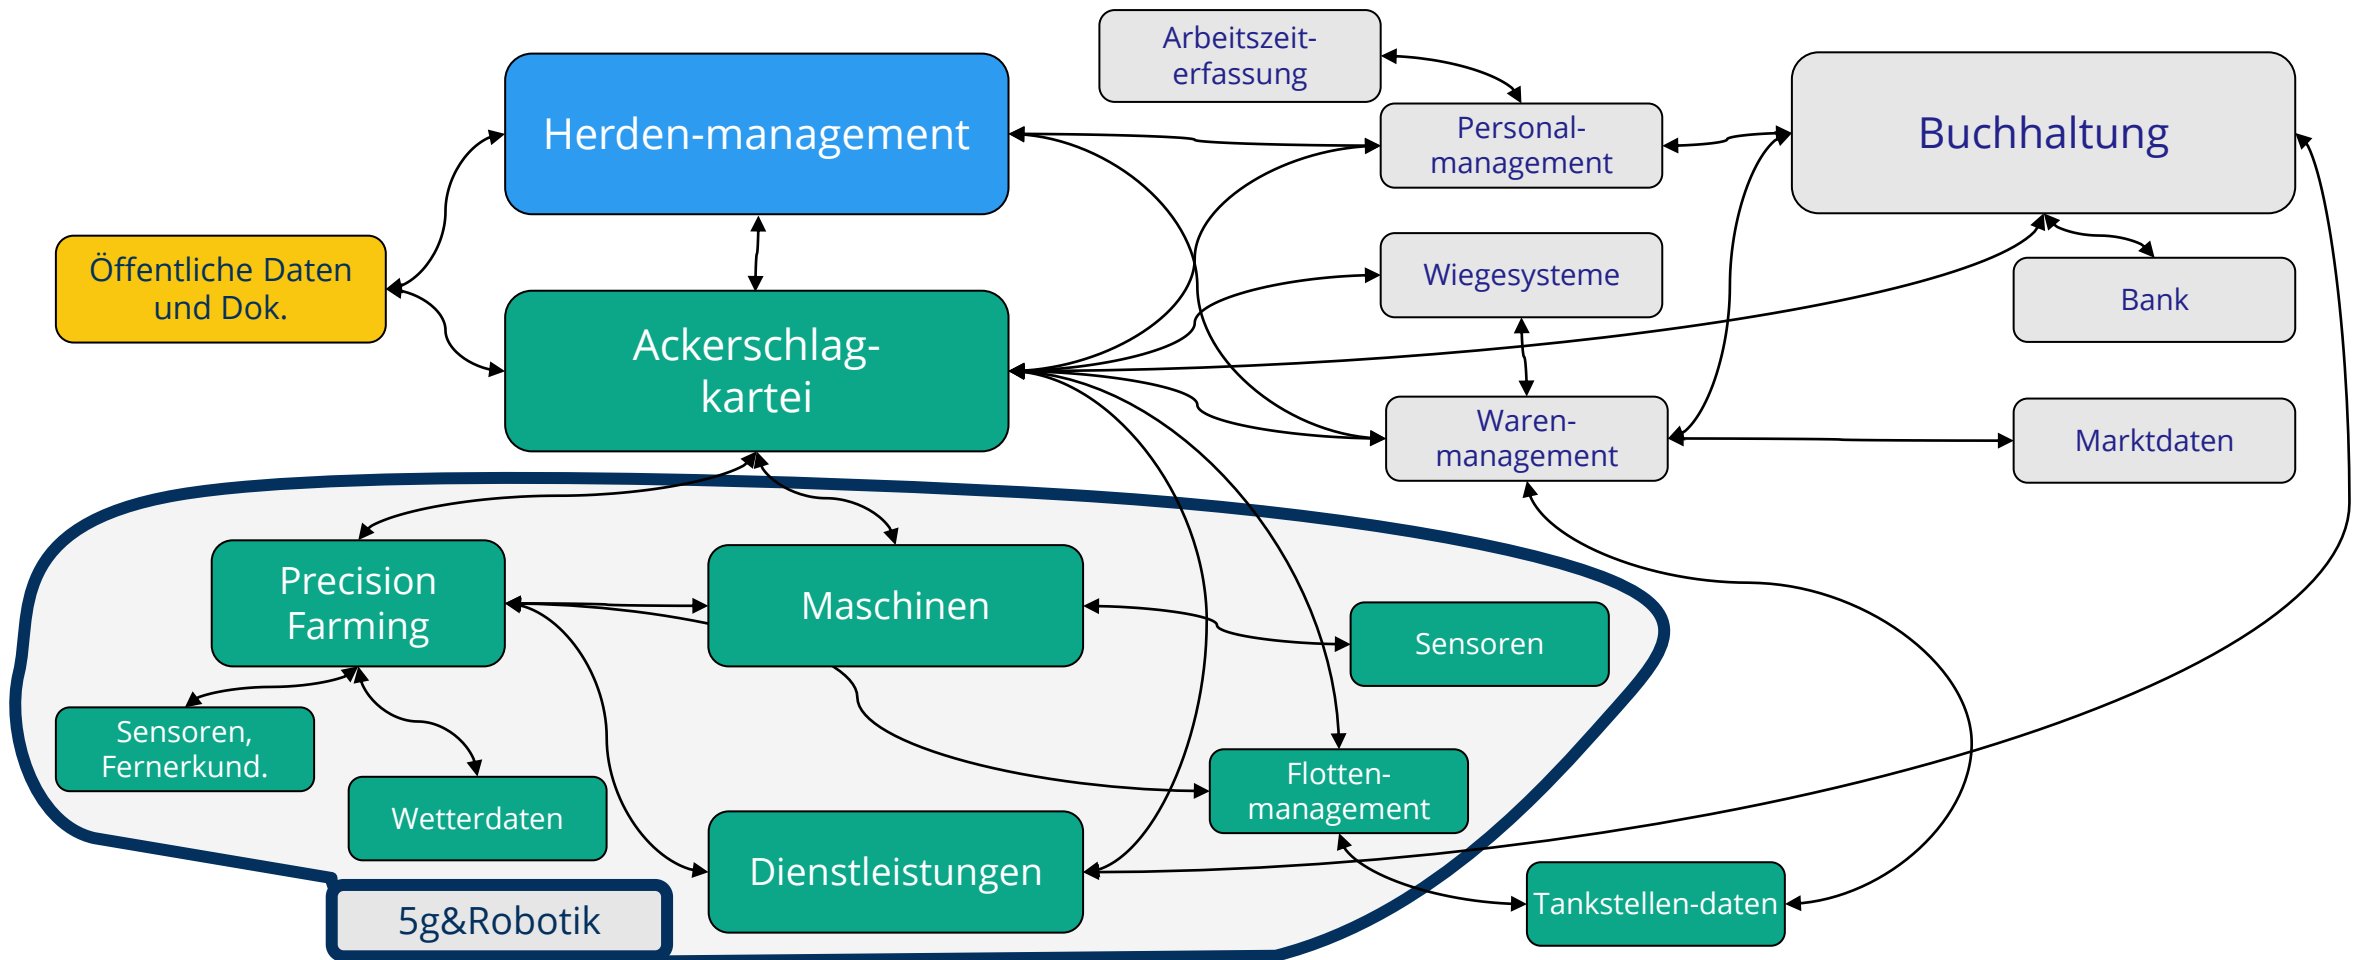 Arbeitszeit-
erfassung
Herden-management
Personal-
management
Buchhaltung
Öffentliche Daten
und Dok.
Wiegesysteme
Bank
Ackerschlag-
kartei
Waren-
management
Marktdaten
Precision
Farming
Maschinen
Sensoren
Sensoren,
Fernerkund.
Wetterdaten
Flotten-
management
Dienstleistungen
Tankstellen-daten
5g&Robotik